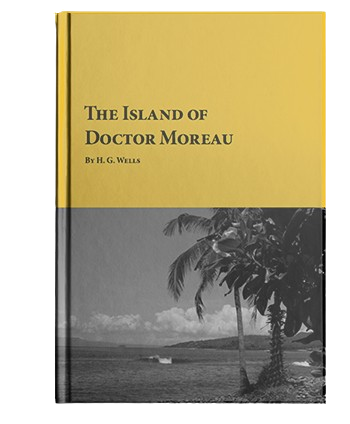 The Island of
Doctor Moreau
By H. G. Wells